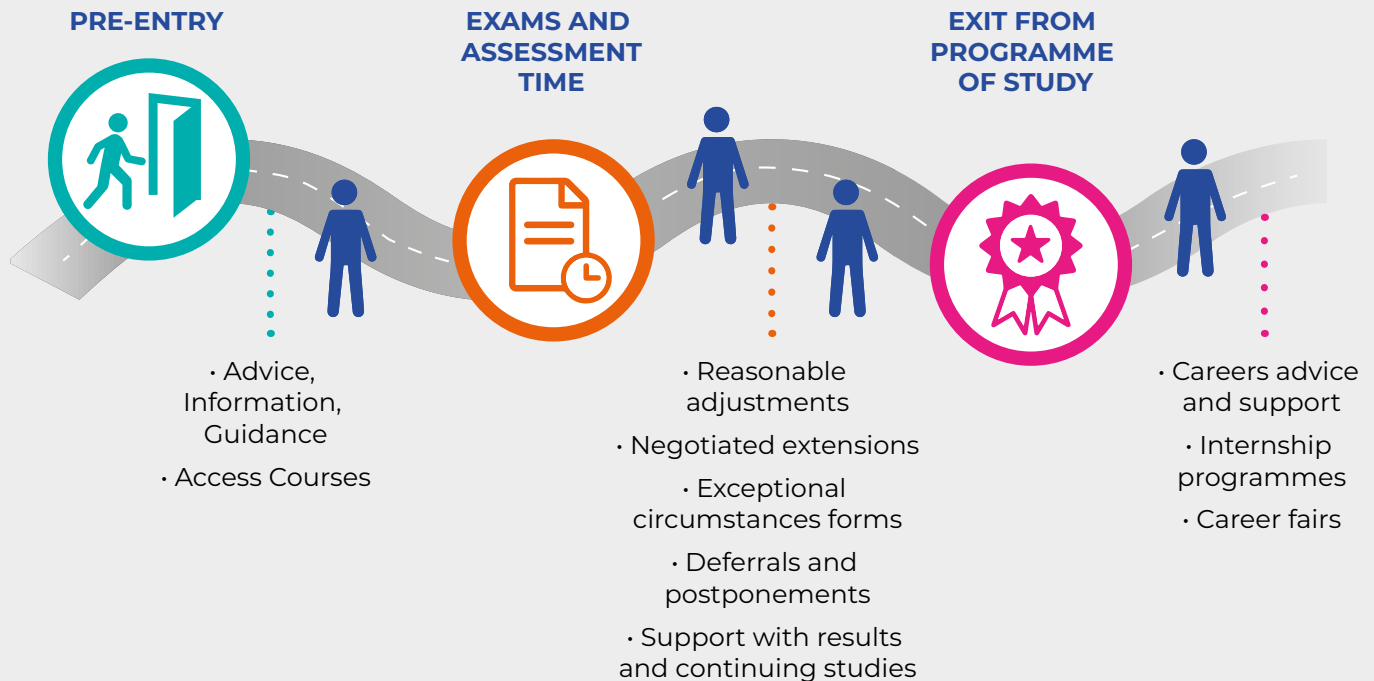 PRE-ENTRY
EXAMS AND
ASSESSMENT
TIME
EXIT FROM
PROGRAMME
OF STUDY
• Advice,
Information,
Guidance
• Access Courses
• Reasonable
adjustments
• Negotiated extensions
• Exceptional
circumstances forms
• Deferrals and
postponements
• Support with results
and continuing studies
• Careers advice
and support
• Internship
programmes
• Career fairs